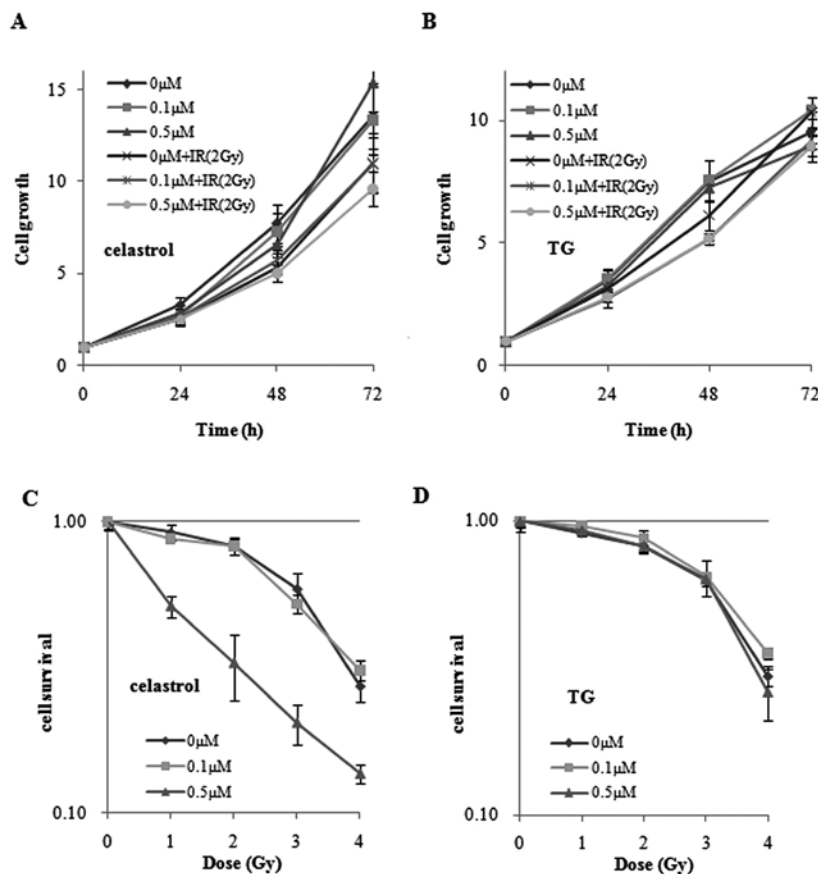 A
Cell growth
15
10
5
0
0μM
0.1μM
0.5μM
0μM+IR(2Gy)
0.1μM+IR(2Gy)
0.5μM+IR(2Gy)
celastrol
0 24 48 72
Time (h)
B
Cell growth
10
5
0
0μM
0.1μM
0.5μM
0μM+IR(2Gy)
0.1μM+IR(2Gy)
0.5μM+IR(2Gy)
TG
0 24 48 72
Time (h)
C
cell survival
1.00
0.10
celastrol
0μM
0.1μM
0.5μM
0 1 2 3 4
Dose (Gy)
D
cell survival
1.00
0.10
TG
0μM
0.1μM
0.5μM
0 1 2 3 4
Dose (Gy)